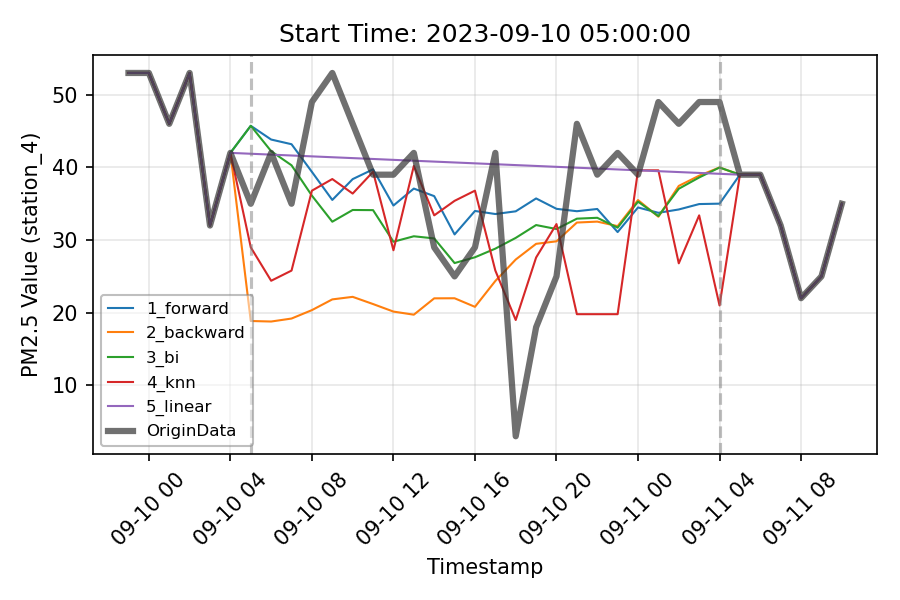 Start Time: 2023-09-10 05:00:00
PM2.5 Value (station_4)
50
40
30
20
10
1_forward
2_backward
3_bi
4_knn
5_linear
OriginData
09-10 00
09-10 04
09-10 08
09-10 12
09-10 16
09-10 20
09-11 00
09-11 04
09-11 08
Timestamp